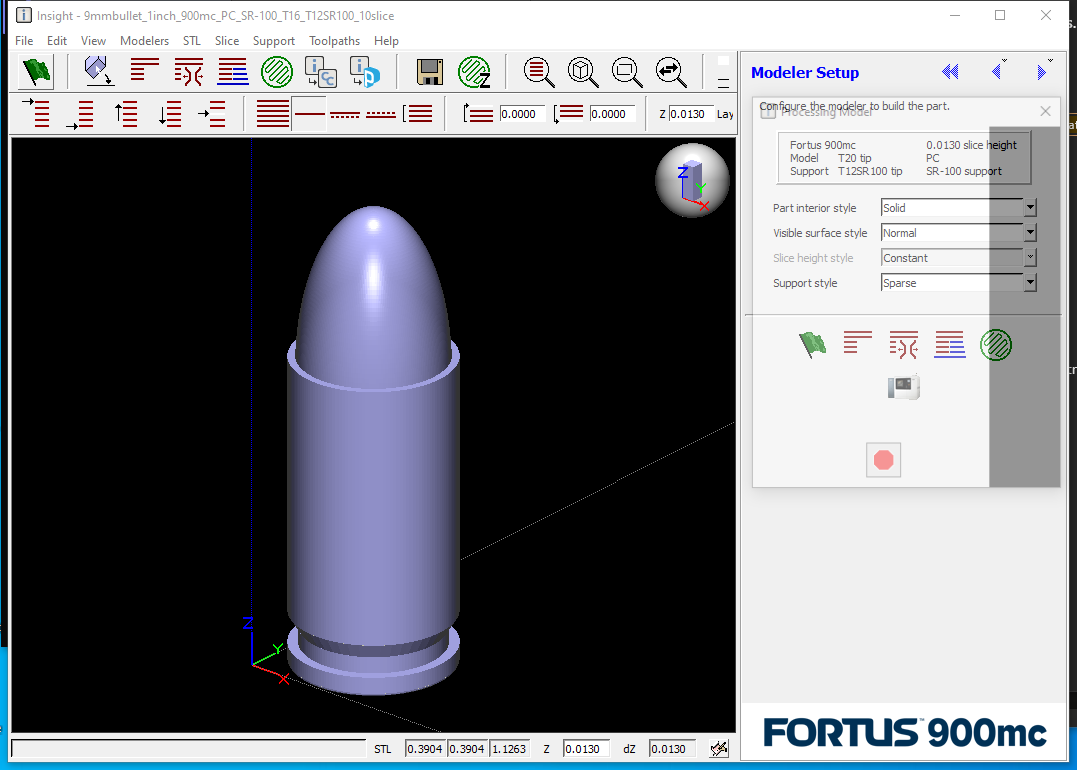 Insight - 9mmbullet_1inch_900mc_PC_SR-100_T16_T12SR100_10slice
File Edit View Modelers STL Slice Support Toolpaths Help
Modeler Setup
0.0000 0.0000 Z 0.0130 Lay
Configure the modeler to build the part.
Processing Model
Fortus 900mc 0.0130 slice height
Model T20 tip PC
Support T12SR100 tip SR-100 support
Part interior style Solid
Visible surface style Normal
Slice height style Constant
Support style Sparse
Z
Y
X
Z
Y
X
FORTUS™ 900mc
STL 0.3904 0.3904 1.1263 Z 0.0130 dZ 0.0130